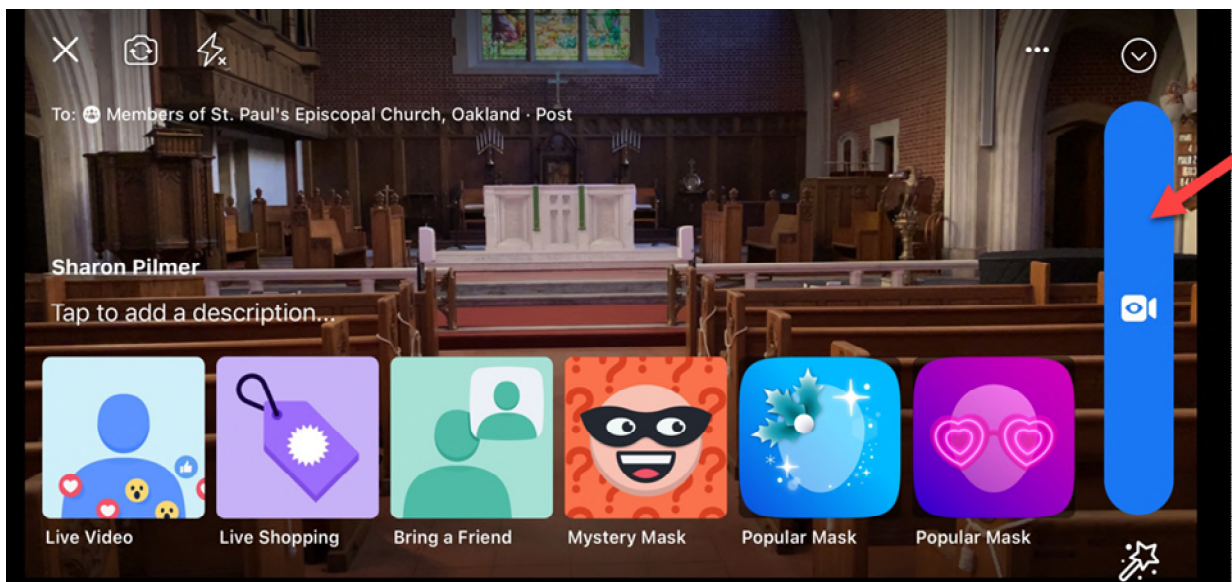 To: Members of St. Paul's Episcopal Church, Oakland · Post
Sharon Pilmer
Tap to add a description...
Live Video
Live Shopping
Bring a Friend
Mystery Mask
Popular Mask
Popular Mask